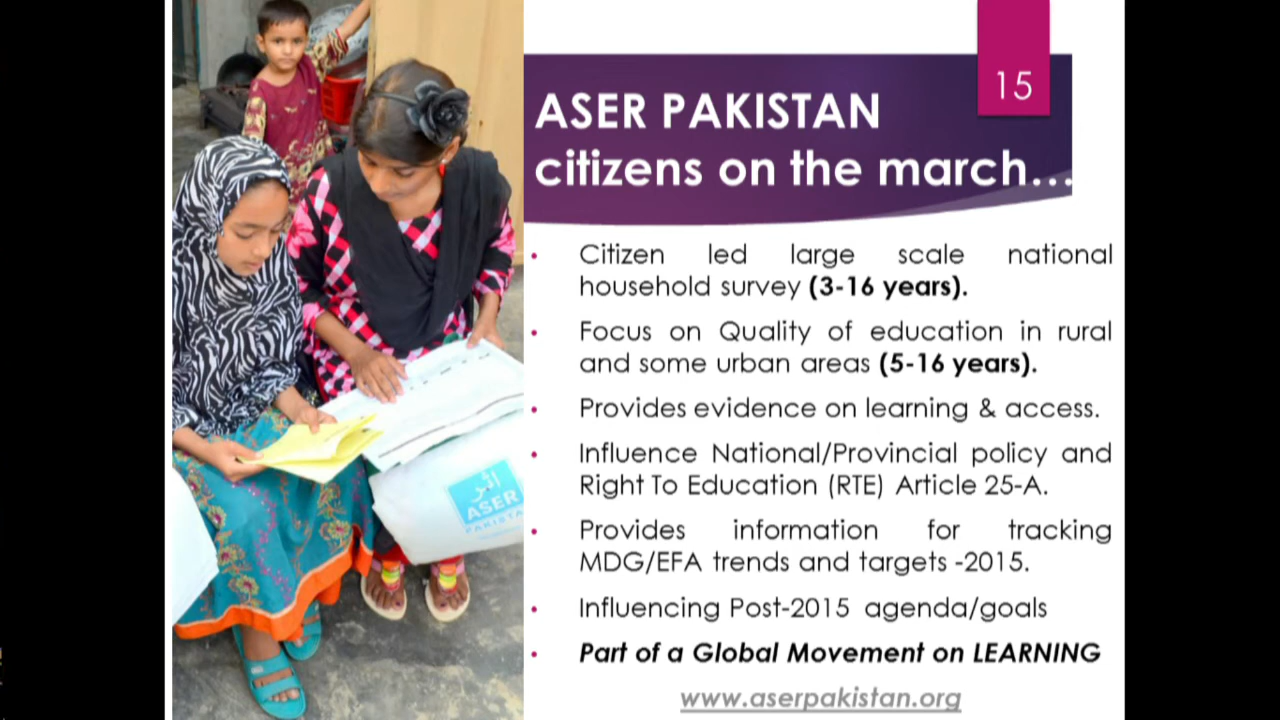 15
ASER PAKISTAN
citizens on the march...
• Citizen led large scale national
household survey (3-16 years).
• Focus on Quality of education in rural
and some urban areas (5-16 years).
• Provides evidence on learning & access.
• Influence National/Provincial policy and
Right To Education (RTE) Article 25-A.
• Provides information for tracking
MDG/EFA trends and targets -2015.
• Influencing Post-2015 agenda/goals
• Part of a Global Movement on LEARNING
www.aserpakistan.org
اثر
ASER
PAKISTA